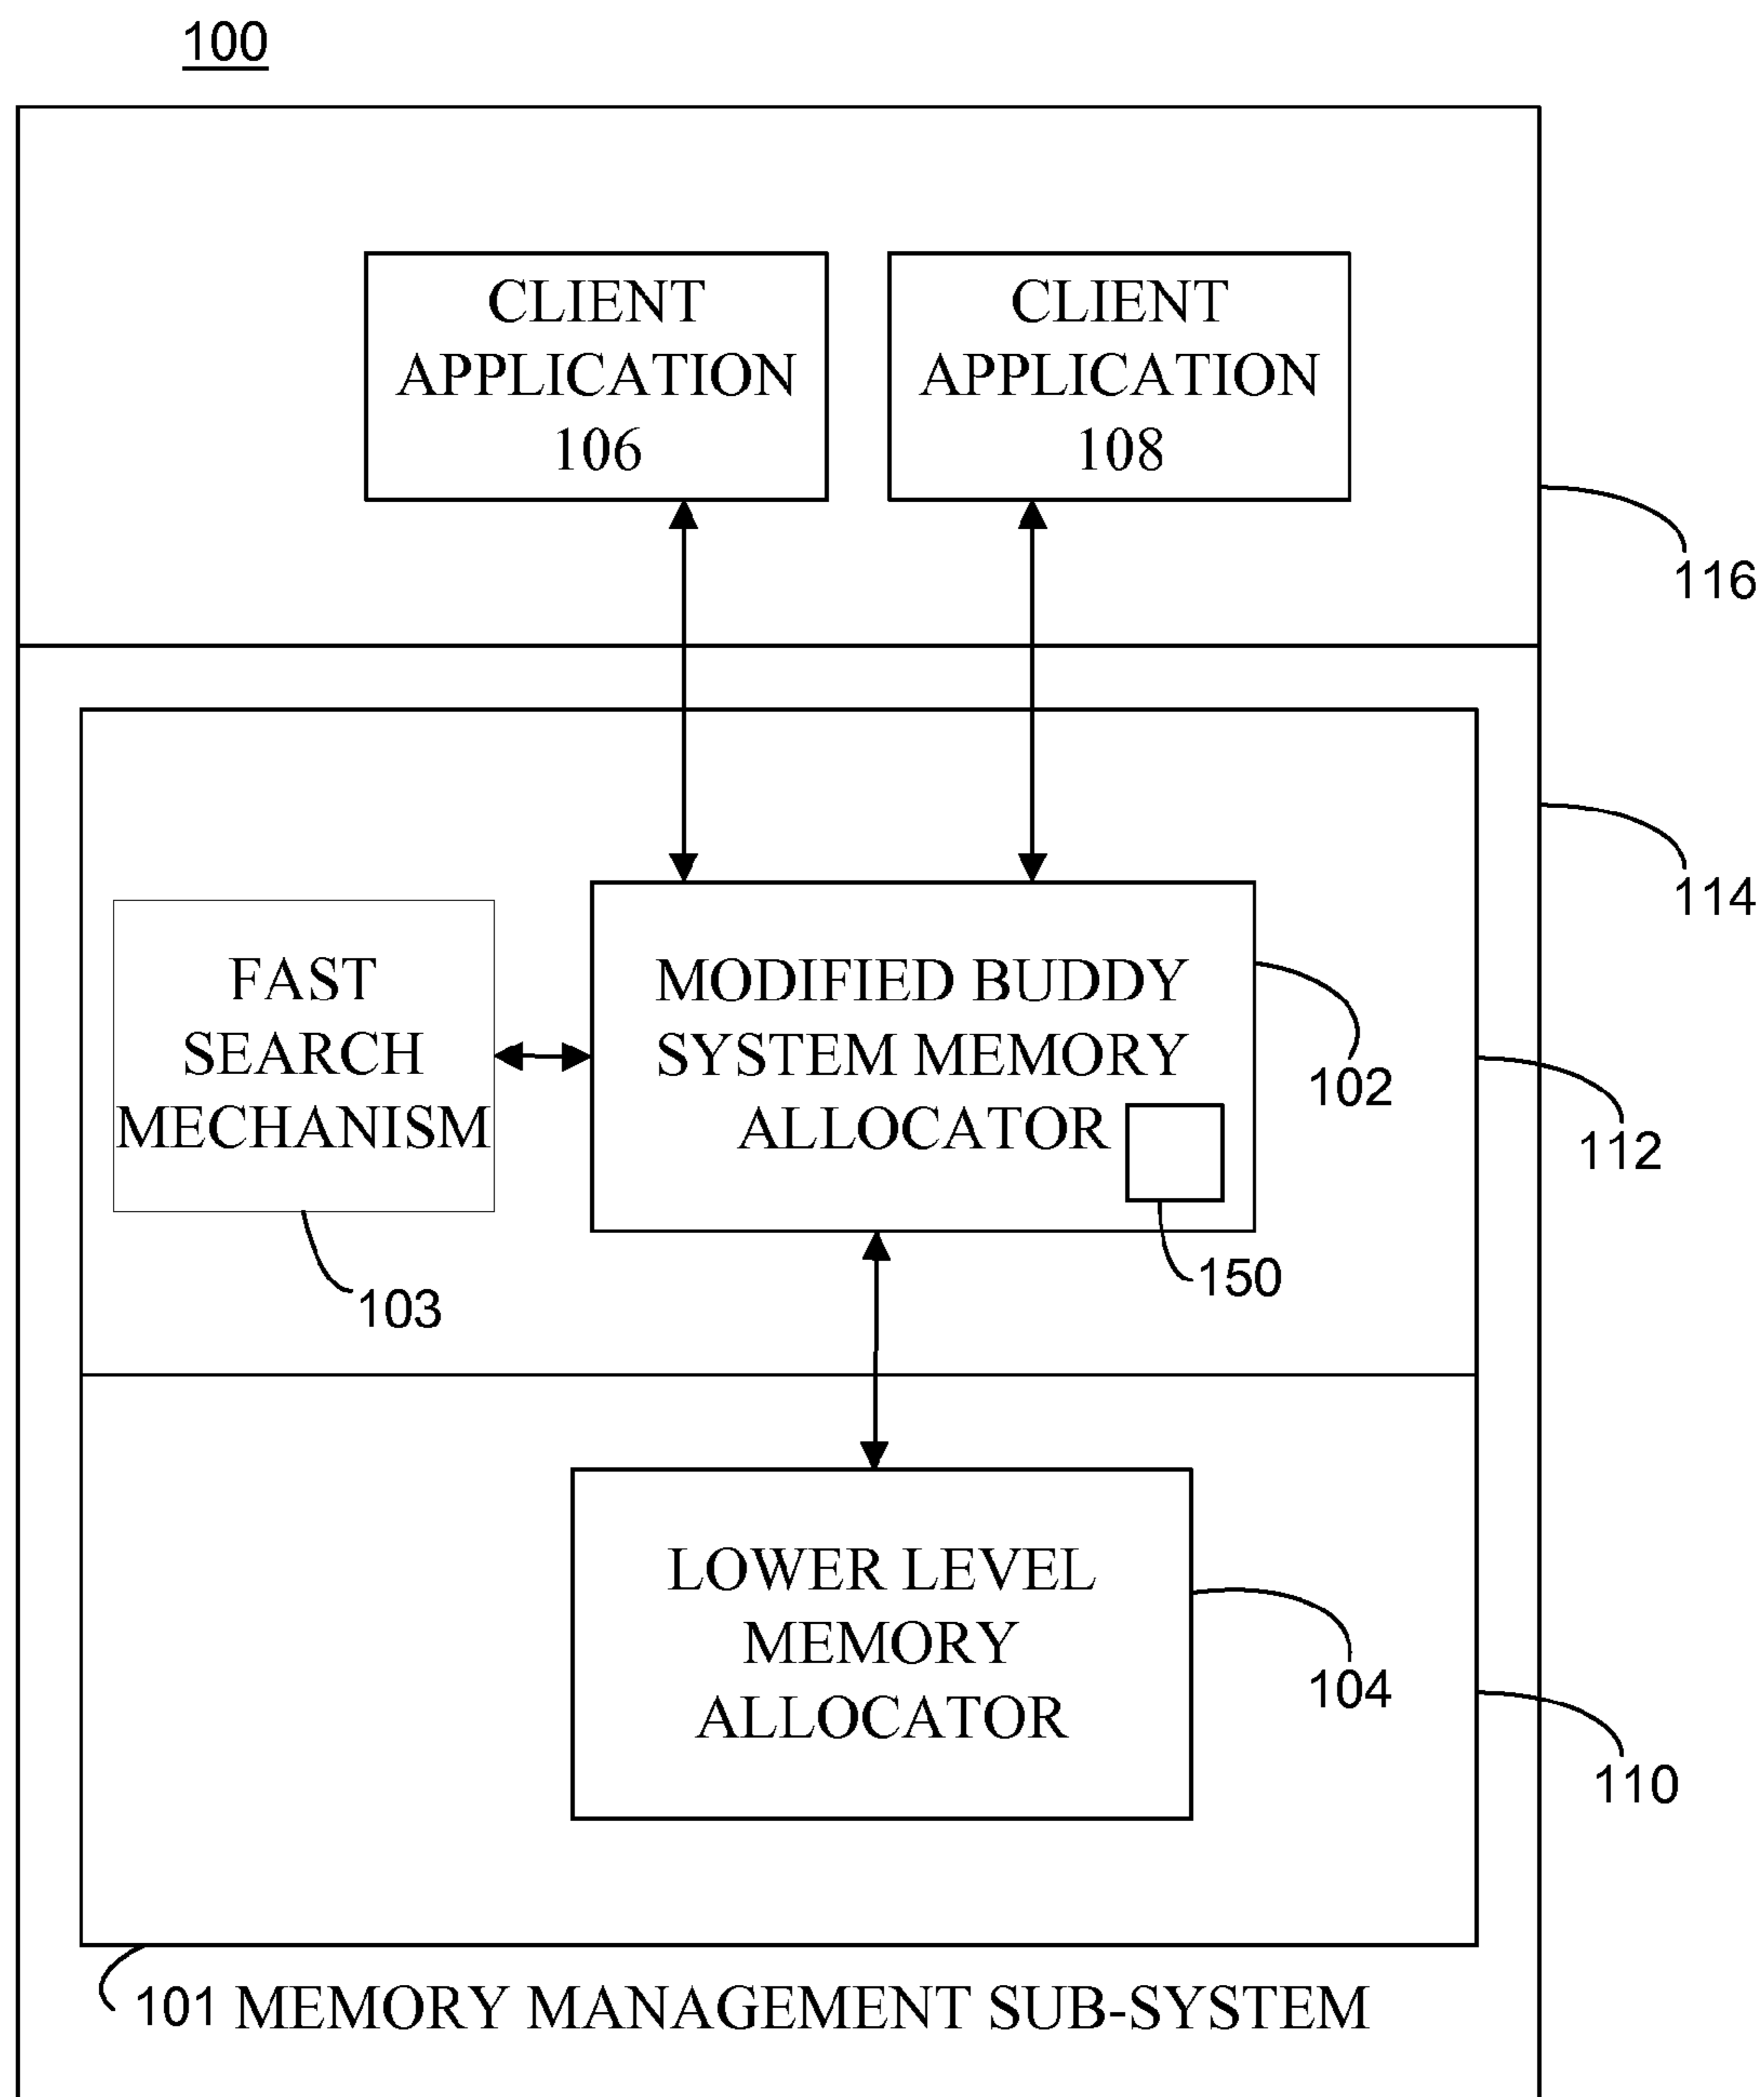 100
CLIENT
APPLICATION
106
CLIENT
APPLICATION
108
116
114
FAST
SEARCH
MECHANISM
103
MODIFIED BUDDY
SYSTEM MEMORY
ALLOCATOR
102
112
150
LOWER LEVEL
MEMORY
ALLOCATOR
104
110
101 MEMORY MANAGEMENT SUB-SYSTEM